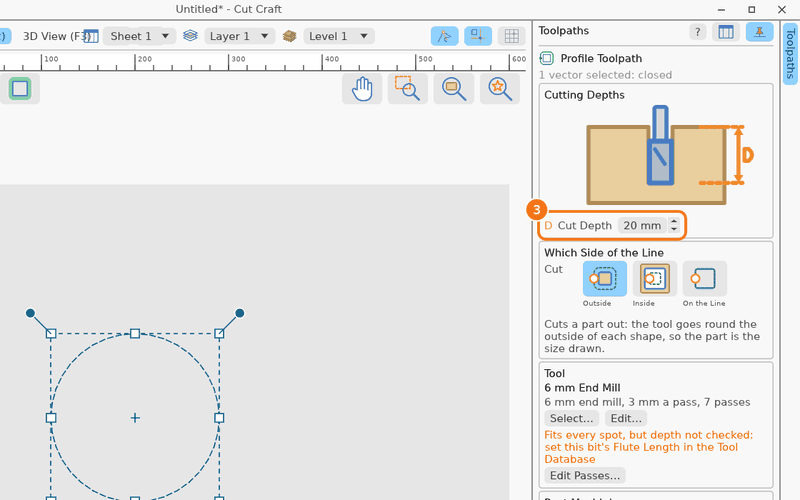 Untitled* - Cut Craft
3D View (F3) Sheet 1 Layer 1 Level 1
100 200 300 400 500 600
Toolpaths
?
Toolpaths
Profile Toolpath
1 vector selected: closed
Cutting Depths
D
3
D Cut Depth 20 mm
Which Side of the Line
Cut
Outside Inside On the Line
Cuts a part out: the tool goes round the
outside of each shape, so the part is the
size drawn.
Tool
6 mm End Mill
6 mm end mill, 3 mm a pass, 7 passes
Select... Edit...
Fits every spot, but depth not checked:
set this bit's Flute Length in the Tool
Database
Edit Passes...